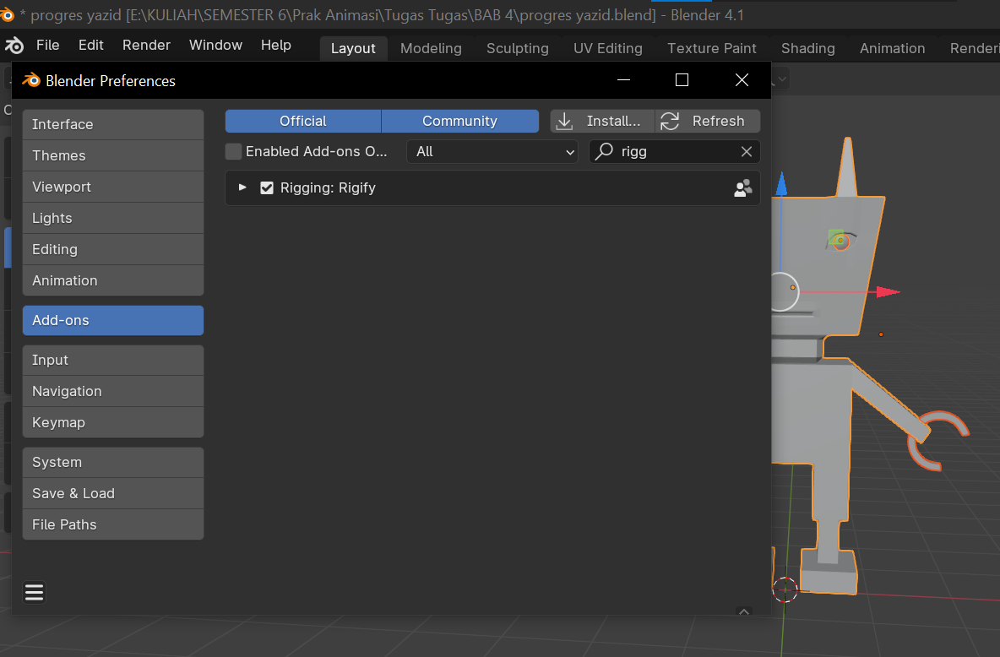 * progres yazid [E:\KULIAH\SEMESTER 6\Prak Animasi\Tugas Tugas\BAB 4\progres yazid.blend] - Blender 4.1
File Edit Render Window Help Layout Modeling Sculpting UV Editing Texture Paint Shading Animation Renderi
Blender Preferences
Interface
Themes
Viewport
Lights
Editing
Animation
Add-ons
Input
Navigation
Keymap
System
Save & Load
File Paths
Official Community Install... Refresh
Enabled Add-ons O... All rigg
Rigging: Rigify